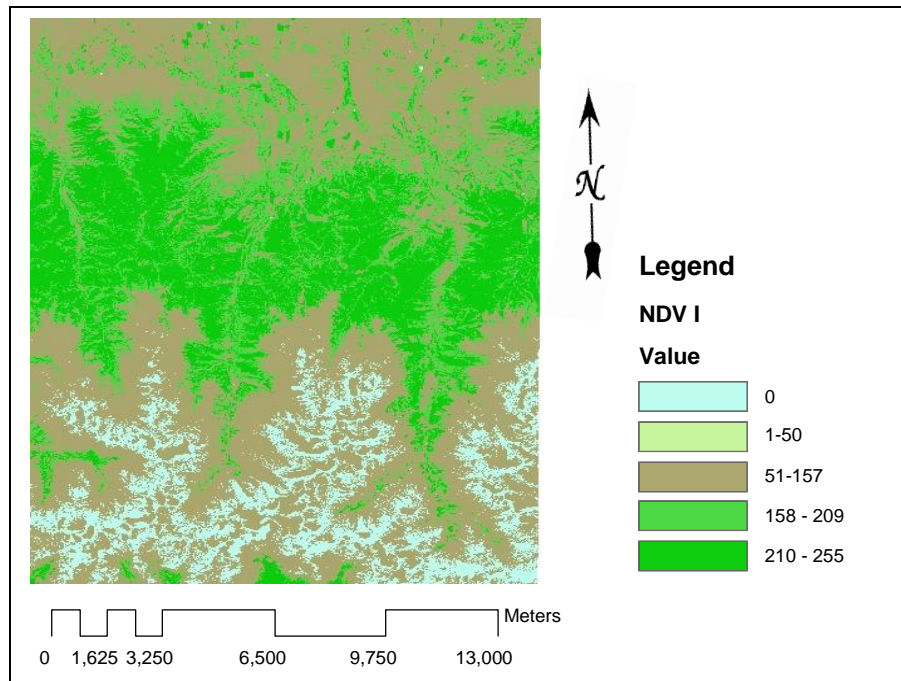 N
Legend
NDV I
Value
0
1-50
51-157
158 - 209
210 - 255
Meters
0 1,625 3,250 6,500 9,750 13,000